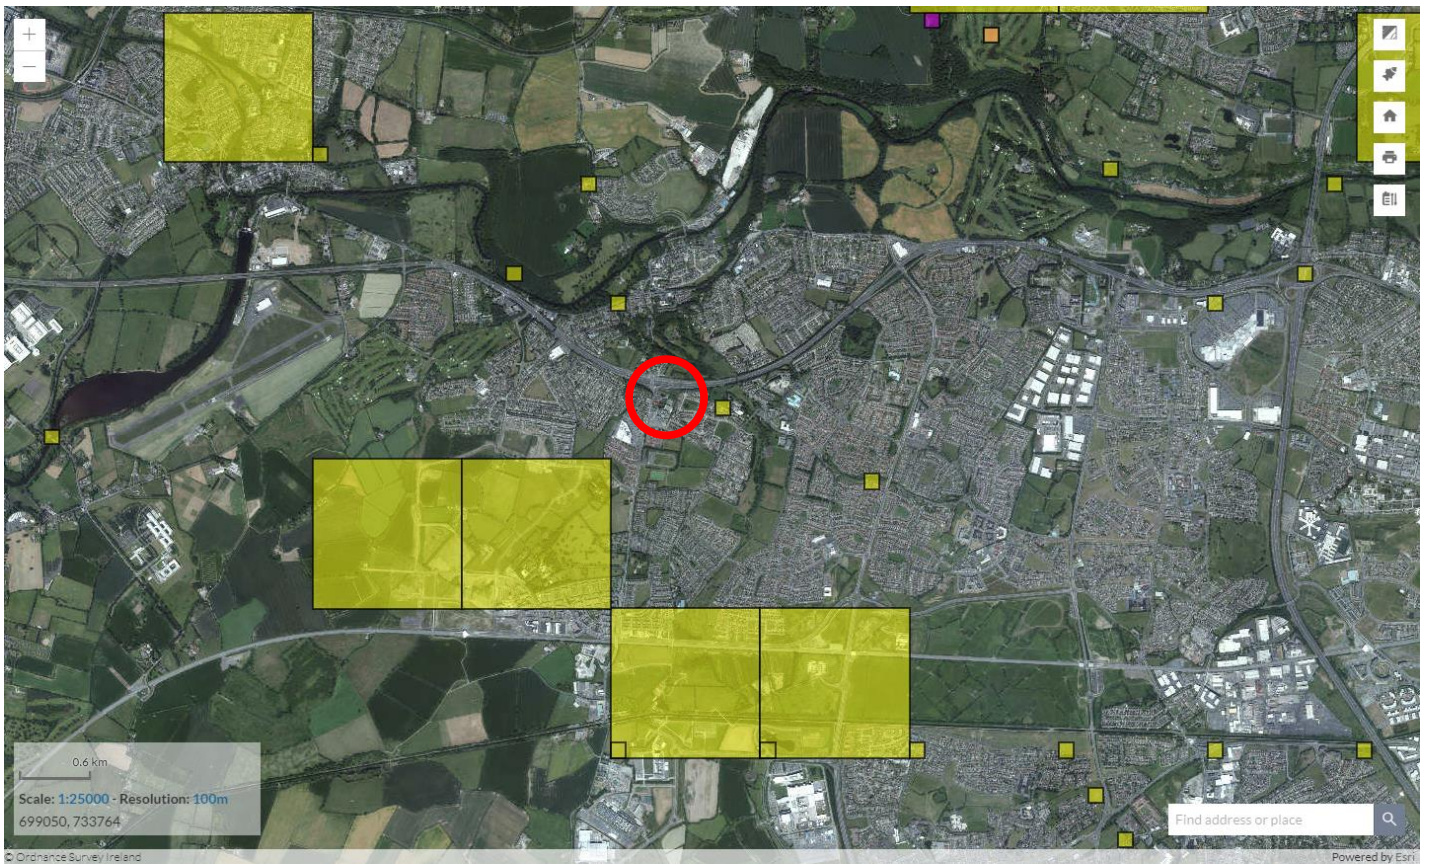 +
−
0.6 km
Scale: 1:25000 - Resolution: 100m
699050, 733764
Find address or place
© Ordnance Survey Ireland
Powered by Esri